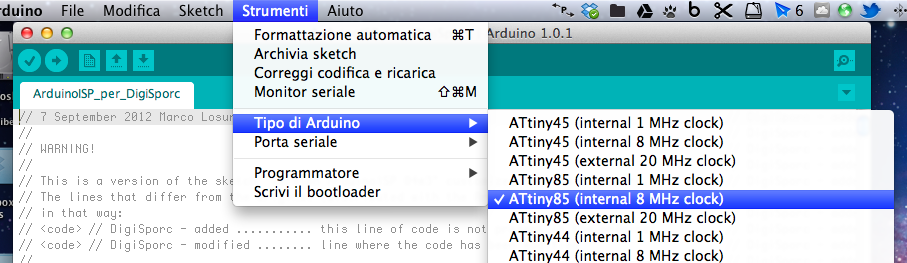 rduino File Modifica Sketch Strumenti Aiuto P 6
Arduino 1.0.1
Formattazione automatica ⌘T
Archivia sketch
Correggi codifica e ricarica
Monitor seriale ⇧⌘M
Tipo di Arduino
Porta seriale
Programmatore
Scrivi il bootloader
ATtiny45 (internal 1 MHz clock)
ATtiny45 (internal 8 MHz clock)
ATtiny45 (external 20 MHz clock)
ATtiny85 (internal 1 MHz clock)
✓ ATtiny85 (internal 8 MHz clock)
ATtiny85 (external 20 MHz clock)
ATtiny44 (internal 1 MHz clock)
ATtiny44 (internal 8 MHz clock)
ArduinoISP_per_DigiSporc
// 7 September 2012 Marco Losur
//
// WARNING!
//
// This is a version of the ske
// The lines that differ from t
// in that way:
// <code> // DigiSporc - added ........... this line of code is not
// <code> // DigiSporc - modified ........ line where the code has
//